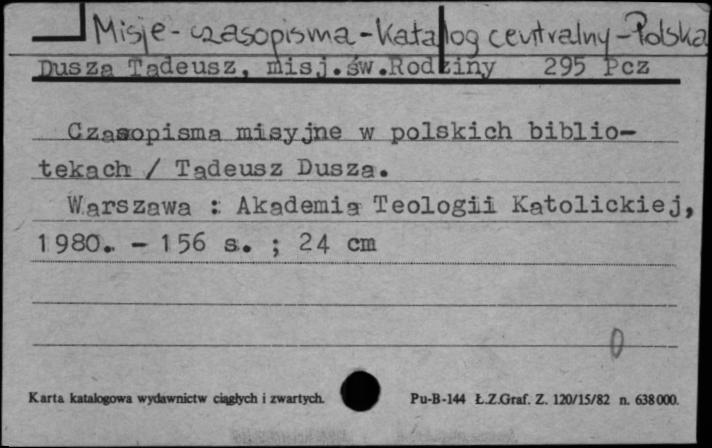 Misje - czasopisma - Katalog centralny - Polska
Dusza Tadeusz, misj.św.Rodziny 295 Pcz
Czasopisma misyjne w polskich biblio-
tekach / Tadeusz Dusza.
Warszawa : Akademia Teologii Katolickiej,
1980. - 156 s. ; 24 cm
0
Karta katalogowa wydawnictw ciągłych i zwartych. Pu-B-144 Ł.Z.Graf. Z. 120/15/82 n. 638000.